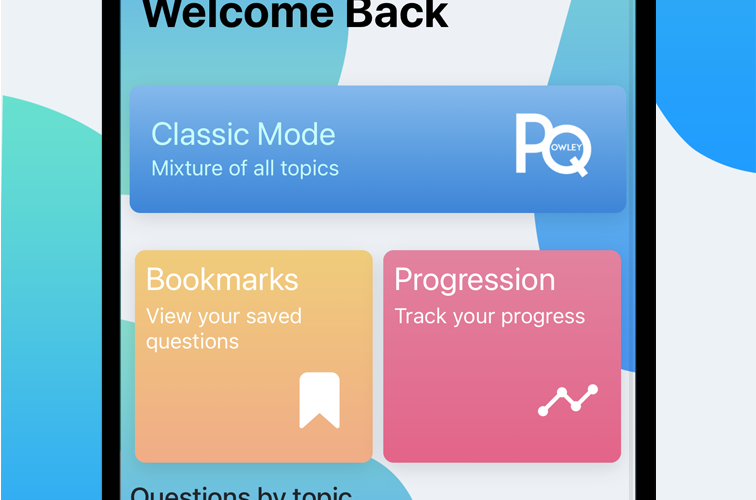 Welcome Back
Classic Mode
Mixture of all topics
PQ
OWLEY
Bookmarks
View your saved
questions
Progression
Track your progress
Questions by topic